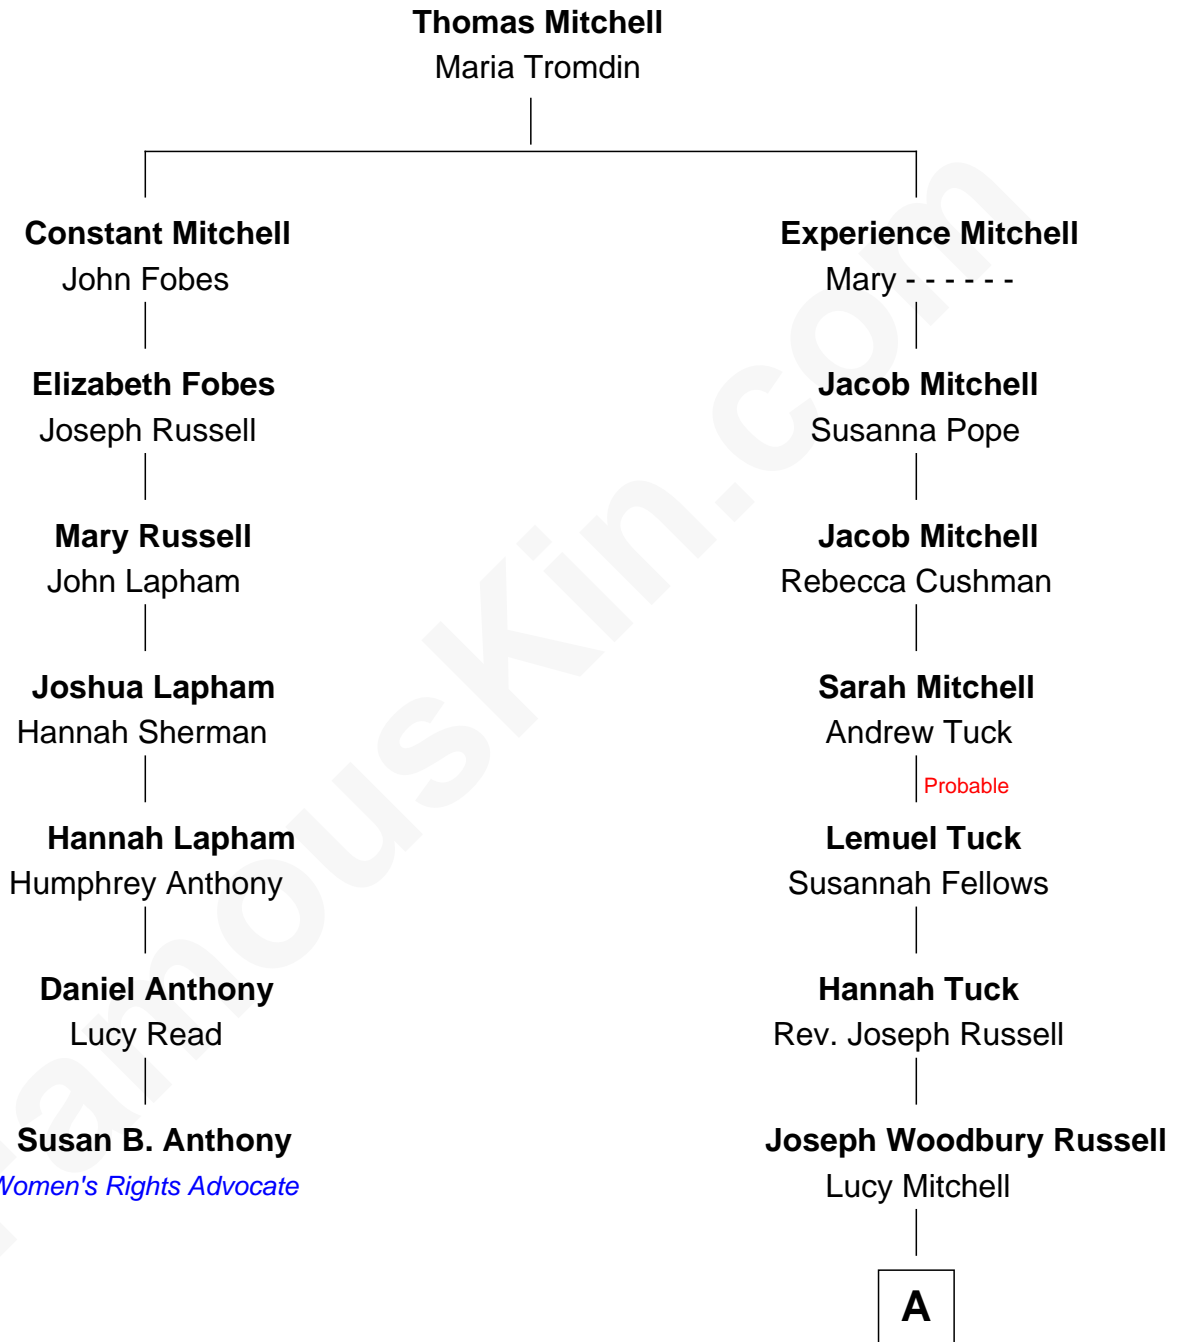 Thomas Mitchell
Maria Tromdin
Constant Mitchell
John Fobes
Experience Mitchell
Mary - - - - - -
Elizabeth Fobes
Joseph Russell
Jacob Mitchell
Susanna Pope
Mary Russell
John Lapham
Jacob Mitchell
Rebecca Cushman
Joshua Lapham
Hannah Sherman
Sarah Mitchell
Andrew Tuck
Probable
Hannah Lapham
Humphrey Anthony
Lemuel Tuck
Susannah Fellows
Daniel Anthony
Lucy Read
Hannah Tuck
Rev. Joseph Russell
Susan B. Anthony
Women's Rights Advocate
Joseph Woodbury Russell
Lucy Mitchell
A
FamousKin.com